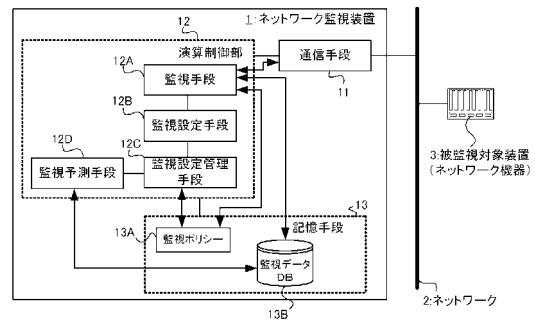 1:ネットワーク監視装置
12
演算制御部
12A
監視手段
12B
監視設定手段
12C
監視設定管理
手段
12D
監視予測手段
通信手段
11
13
記憶手段
13A
監視ポリシー
監視データ
DB
13B
3:被監視対象装置
(ネットワーク機器)
2:ネットワーク